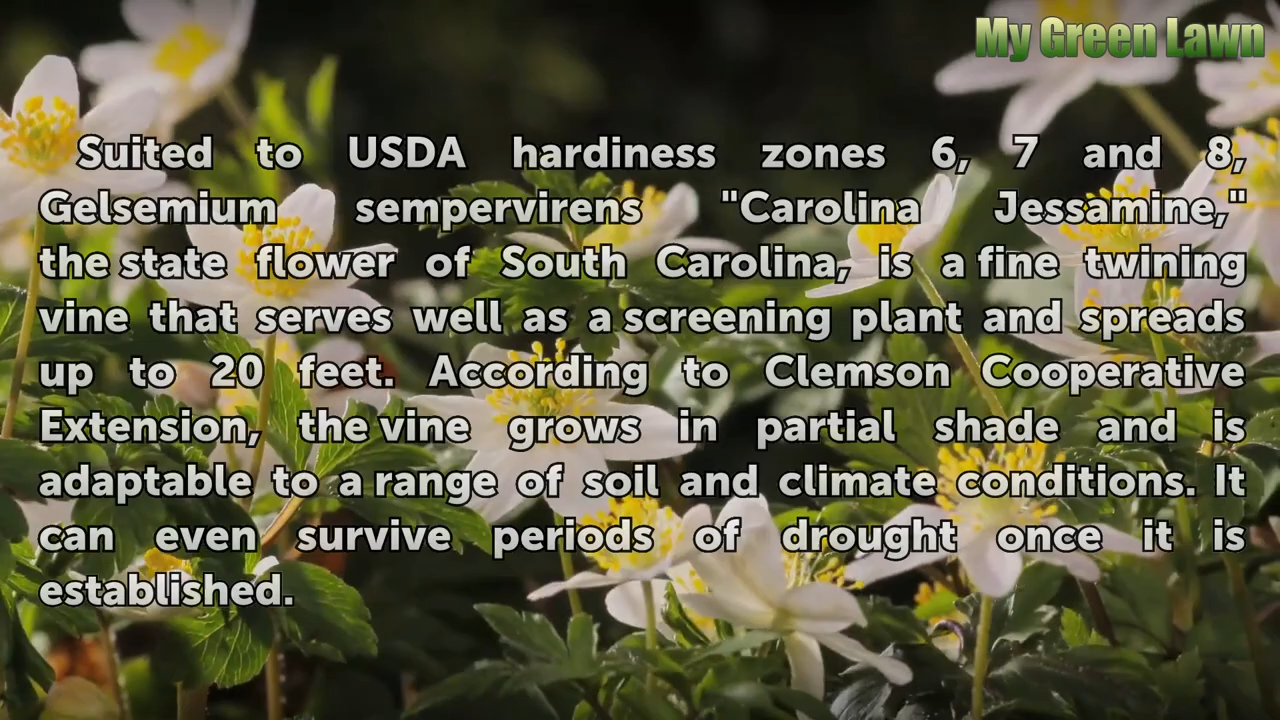 My Green Lawn
Suited to USDA hardiness zones 6, 7 and 8,
Gelsemium sempervirens "Carolina Jessamine,"
the state flower of South Carolina, is a fine twining
vine that serves well as a screening plant and spreads
up to 20 feet. According to Clemson Cooperative
Extension, the vine grows in partial shade and is
adaptable to a range of soil and climate conditions. It
can even survive periods of drought once it is
established.